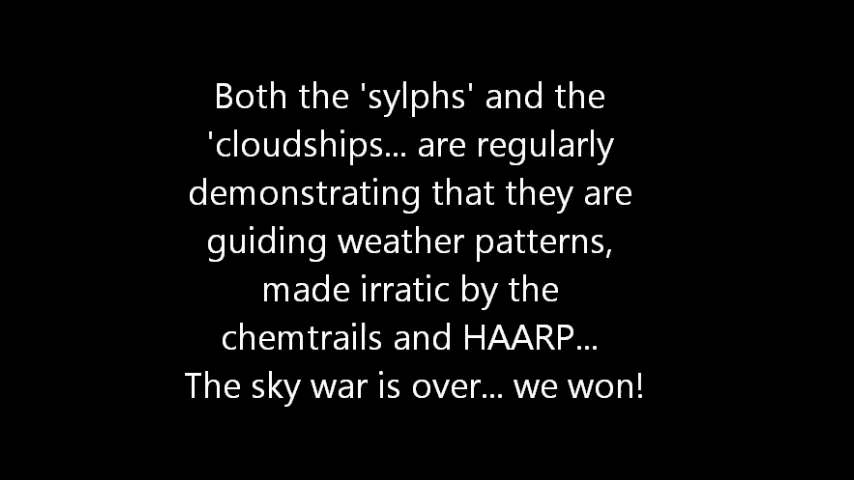 Both the 'sylphs' and the
'cloudships... are regularly
demonstrating that they are
guiding weather patterns,
made irratic by the
chemtrails and HAARP...
The sky war is over... we won!